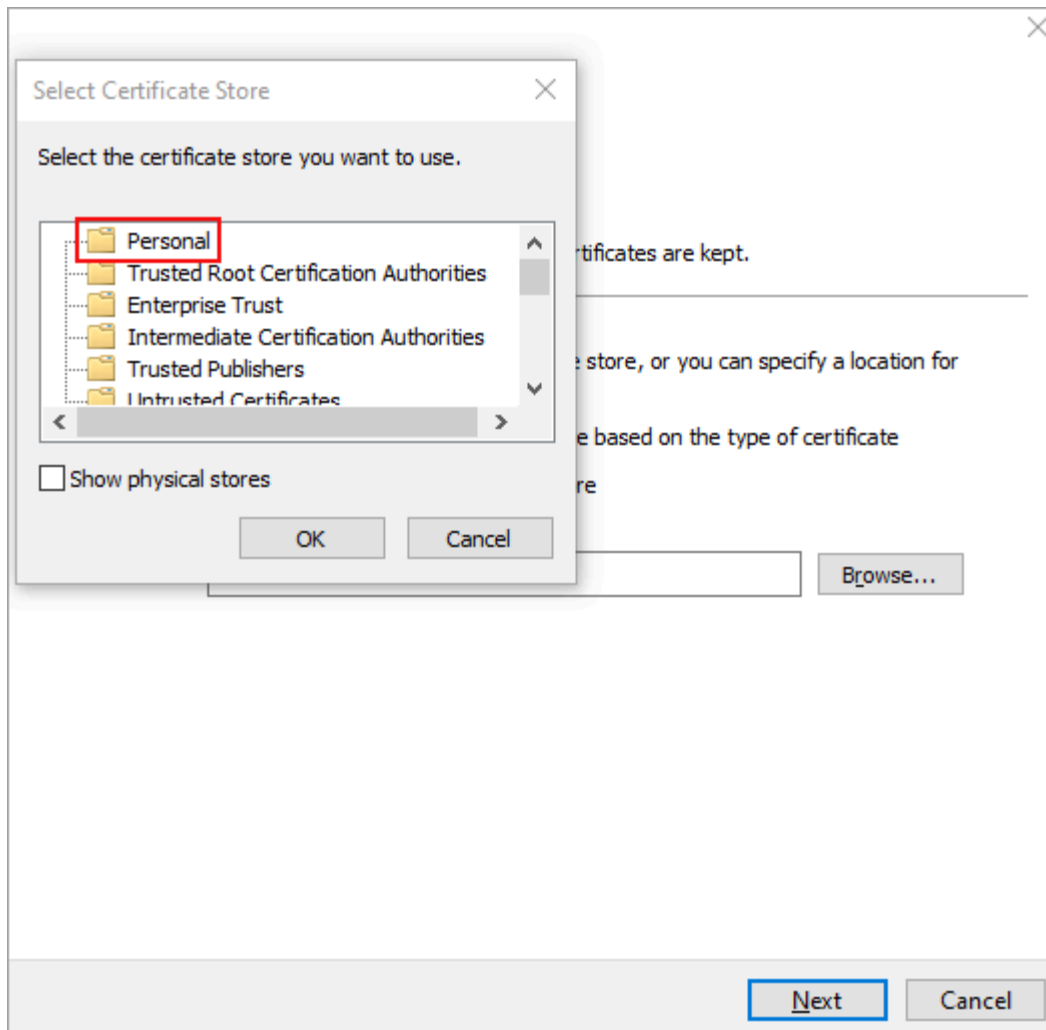 Select Certificate Store
Select the certificate store you want to use.
Personal
Trusted Root Certification Authorities
Enterprise Trust
Intermediate Certification Authorities
Trusted Publishers
Untrusted Certificates
Show physical stores
OK Cancel
rtificates are kept.
store, or you can specify a location for
e based on the type of certificate
re
Browse...
Next Cancel